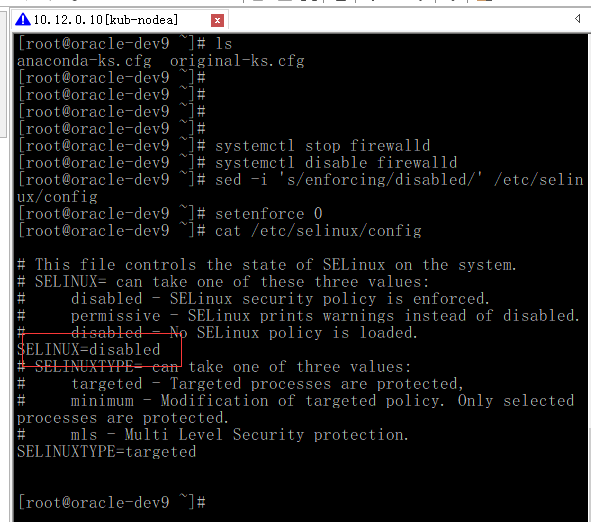 10.12.0.10[kub-nodea]
[root@oracle-dev9 ~]# ls
anaconda-ks.cfg  original-ks.cfg
[root@oracle-dev9 ~]#
[root@oracle-dev9 ~]#
[root@oracle-dev9 ~]#
[root@oracle-dev9 ~]#
[root@oracle-dev9 ~]# systemctl stop firewalld
[root@oracle-dev9 ~]# systemctl disable firewalld
[root@oracle-dev9 ~]# sed -i 's/enforcing/disabled/' /etc/selin
ux/config
[root@oracle-dev9 ~]# setenforce 0
[root@oracle-dev9 ~]# cat /etc/selinux/config
# This file controls the state of SELinux on the system.
# SELINUX= can take one of these three values:
#     disabled - SELinux security policy is enforced.
#     permissive - SELinux prints warnings instead of disabled.
#     disabled - No SELinux policy is loaded.
SELINUX=disabled
# SELINUXTYPE= can take one of three values:
#     targeted - Targeted processes are protected,
#     minimum - Modification of targeted policy. Only selected
processes are protected.
#     mls - Multi Level Security protection.
SELINUXTYPE=targeted
[root@oracle-dev9 ~]#